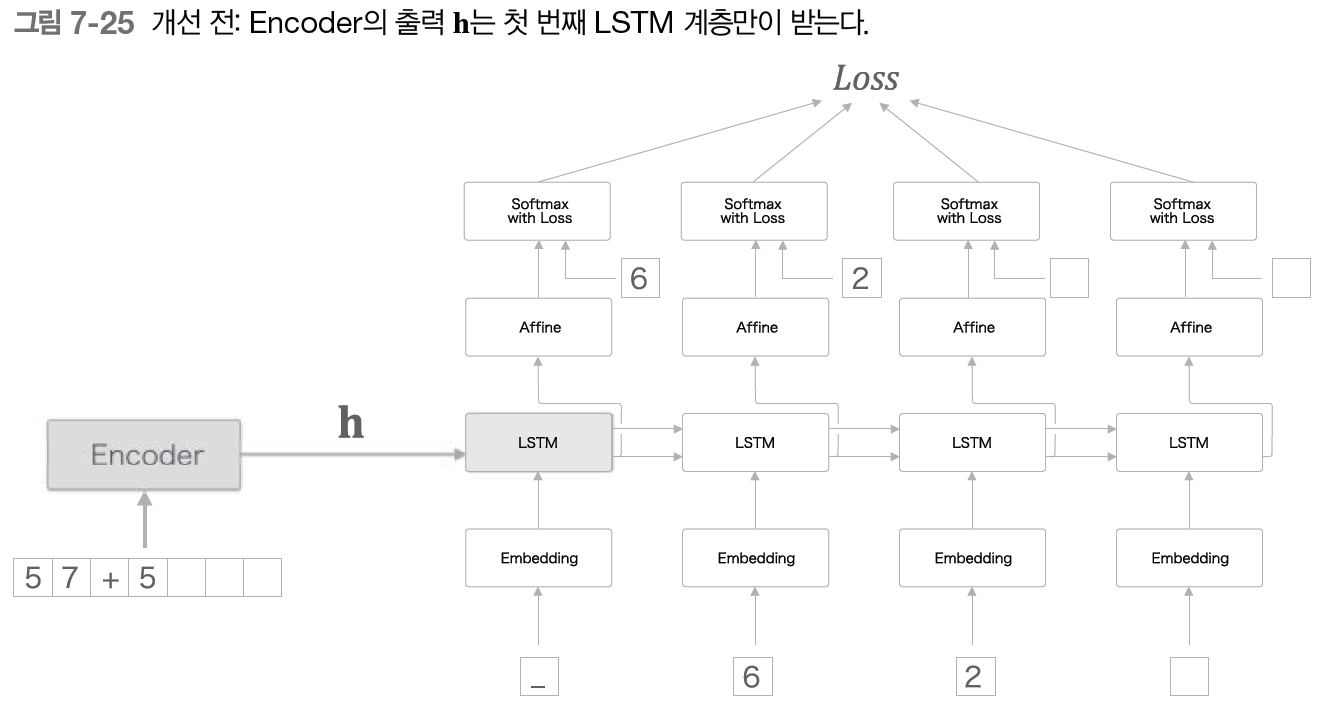 그림 7-25 개선 전: Encoder의 출력 h는 첫 번째 LSTM 계층만이 받는다.
Loss
Softmax with Loss
Softmax with Loss
Softmax with Loss
Softmax with Loss
6
2
Affine
Affine
Affine
Affine
h
Encoder
LSTM
LSTM
LSTM
LSTM
5 7 + 5
Embedding
Embedding
Embedding
Embedding
_
6
2